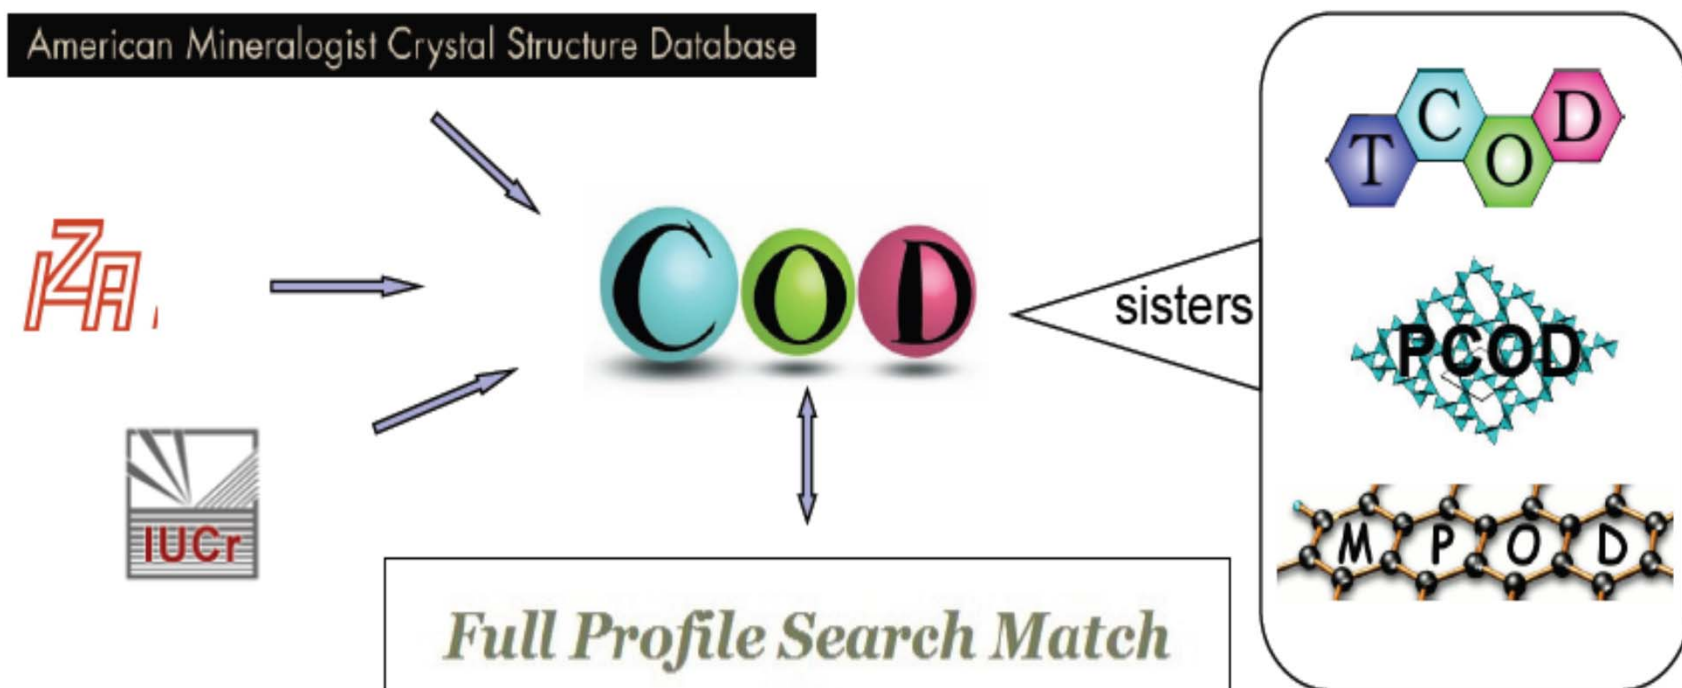 American Mineralogist Crystal Structure Database
TCOD
IZA
COD
sisters
PCOD
IUCr
MPOD
Full Profile Search Match